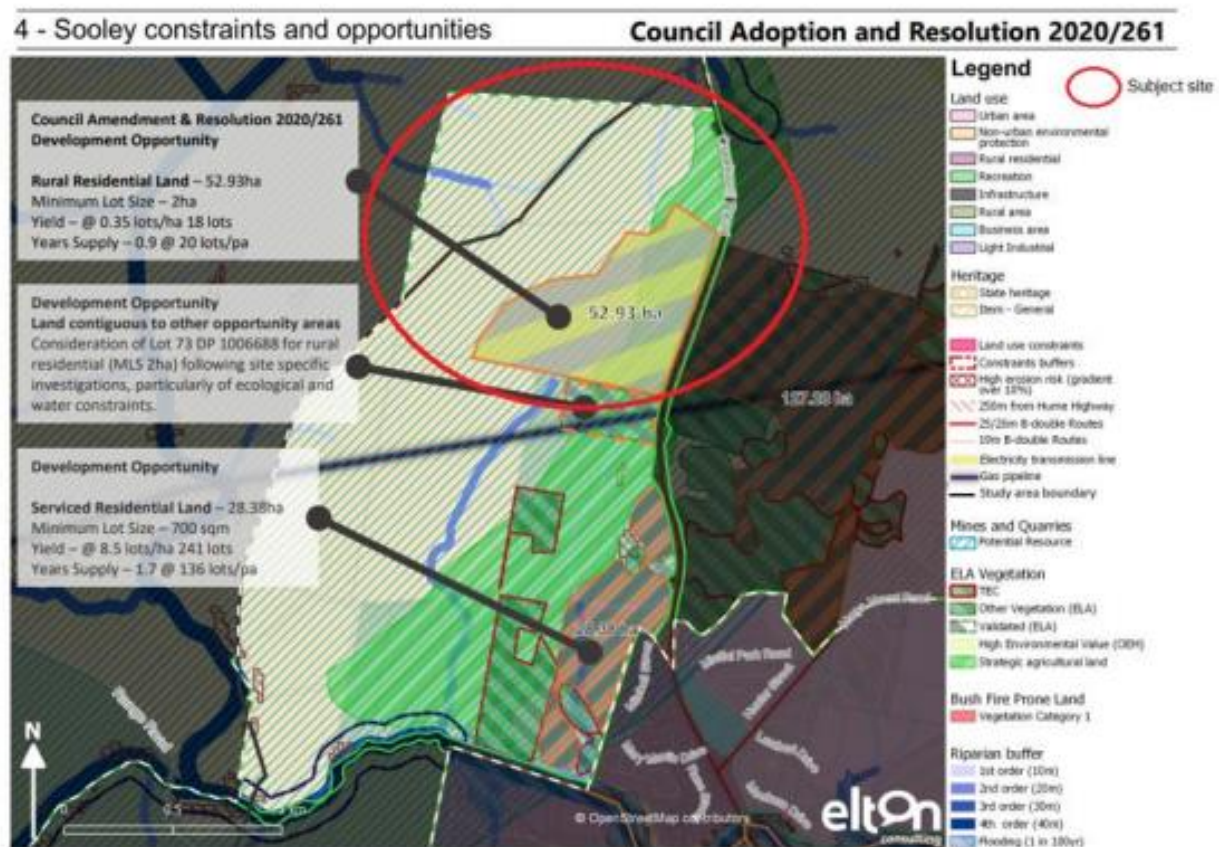 4 - Sooley constraints and opportunities
Council Adoption and Resolution 2020/261
Council Amendment & Resolution 2020/261
Development Opportunity
Rural Residential Land – 52.93ha
Minimum Lot Size – 2ha
Yield – @ 0.35 lots/ha 18 lots
Years Supply – 0.9 @ 20 lots/pa
Development Opportunity
Land contiguous to other opportunity areas
Consideration of Lot 73 DP 1006688 for rural
residential (MLS 2ha) following site specific
investigations, particularly of ecological and
water constraints.
Development Opportunity
Serviced Residential Land – 28.38ha
Minimum Lot Size – 700 sqm
Yield – @ 8.5 lots/ha 241 lots
Years Supply – 1.7 @ 136 lots/pa
52.93 ha
Road
N
0
© OpenStreetMap contributors
elton
consulting
Legend
Subject site
Land use
Urban area
Non-urban environmental
protection
Rural residential
Recreation
Infrastructure
Rural area
Business area
Light Industrial
Heritage
State heritage
Item - General
Land use constraints
Constraints buffers
High erosion risk (gradient
over 10%)
250m from Hume Highway
25/26m B-double Routes
19m B-double Routes
Electricity transmission line
Gas pipeline
Study area boundary
Mines and Quarries
Potential Resource
ELA Vegetation
TEC
Other Vegetation (ELA)
Validated (ELA)
High Environmental Value (OEH)
Strategic agricultural land
Bush Fire Prone Land
Vegetation Category 1
Riparian buffer
1st order (10m)
2nd order (20m)
3rd order (30m)
4th order (40m)
Flooding (1 in 100yr)